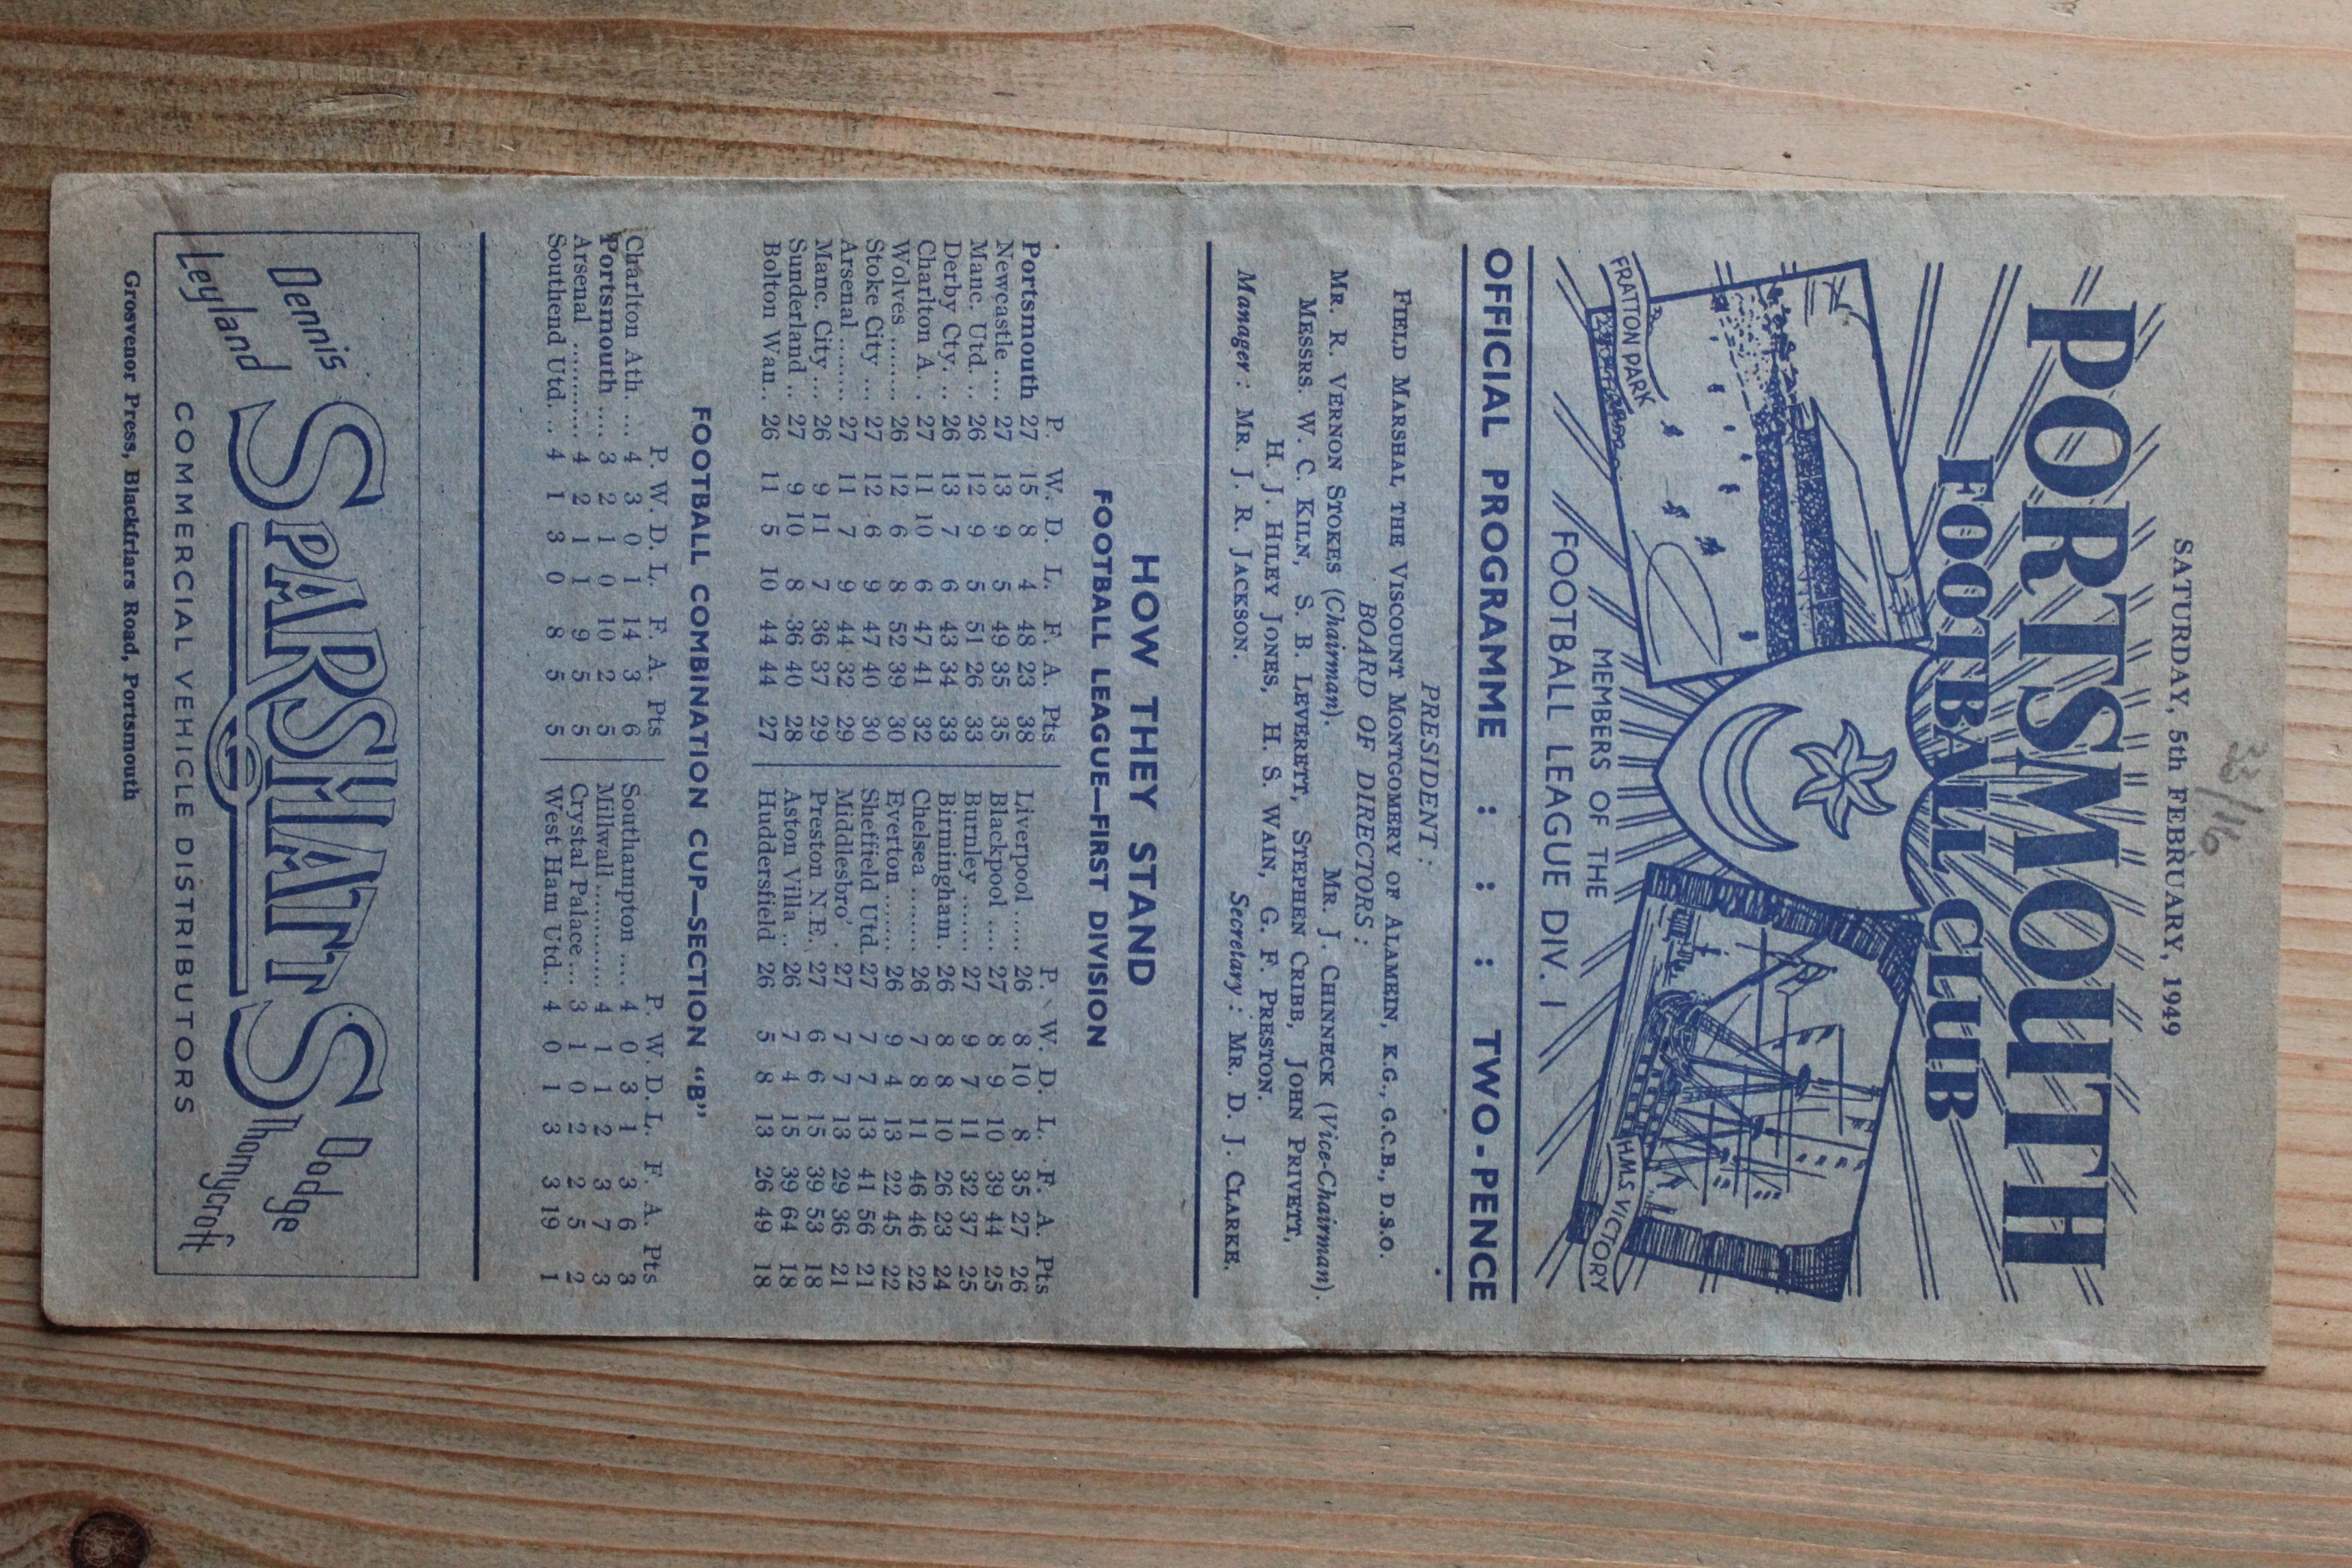 33/16
SATURDAY, 5th FEBRUARY, 1949
PORTSMOUTH
FOOTBALL CLUB
FRATTON PARK
H.M.S. VICTORY
MEMBERS OF THE
FOOTBALL LEAGUE DIV. 1
OFFICIAL PROGRAMME : : : TWO-PENCE
PRESIDENT :
FIELD MARSHAL THE VISCOUNT MONTGOMERY OF ALAMEIN, K.G., G.C.B., D.S.O.
BOARD OF DIRECTORS :
MR. R. VERNON STOKES (Chairman). MR. J. CHINNECK (Vice-Chairman).
MESSRS. W. C. KILN, S. B. LEVERETT, STEPHEN CRIBB, JOHN PRIVETT,
H. J. HILEY JONES, H. S. WAIN, G. F. PRESTON.
Manager : MR. J. R. JACKSON. Secretary : MR. D. J. CLARKE.
HOW THEY STAND
FOOTBALL LEAGUE—FIRST DIVISION
P. W. D. L. F. A. Pts P. W. D. L. F. A. Pts
Portsmouth 27 15 8 4 48 23 38 Liverpool ...... 26 8 10 8 35 27 26
Newcastle .... 27 13 9 5 49 35 35 Blackpool .... 27 8 9 10 39 44 25
Manc. Utd. .. 26 12 9 5 51 26 33 Burnley ....... 27 9 7 11 32 37 25
Derby Cty. .. 26 13 7 6 43 34 33 Birmingham. 26 8 8 10 26 23 24
Charlton A. . 27 11 10 6 47 41 32 Chelsea ........ 26 7 8 11 46 46 22
Wolves ........ 26 12 6 8 52 39 30 Everton ....... 26 9 4 13 22 45 22
Stoke City ... 27 12 6 9 47 40 30 Sheffield Utd. 27 7 7 13 41 56 21
Arsenal ........ 27 11 7 9 44 32 29 Middlesbro' . 27 7 7 13 29 36 21
Manc. City ... 26 9 11 7 36 37 29 Preston N.E. 27 6 6 15 39 53 18
Sunderland .. 27 9 10 8 36 40 28 Aston Villa .. 26 7 4 15 39 64 18
Bolton Wan.. 26 11 5 10 44 44 27 Huddersfield 26 5 8 13 26 49 18
FOOTBALL COMBINATION CUP—SECTION “B”
P. W. D. L. F. A. Pts P. W. D. L. F. A. Pts
Charlton Ath. ... 4 3 0 1 14 3 6 Southampton .... 4 0 3 1 3 6 3
Portsmouth .... 3 2 1 0 10 2 5 Millwall ............ 4 1 1 2 3 7 3
Arsenal ............ 4 2 1 1 9 5 5 Crystal Palace ... 3 1 0 2 2 5 2
Southend Utd. .. 4 1 3 0 8 5 5 West Ham Utd.. 4 0 1 3 3 19 1
Dennis Dodge
Leyland SPARSHATTS Thornycroft
COMMERCIAL VEHICLE DISTRIBUTORS
Grosvenor Press, Blackfriars Road, Portsmouth